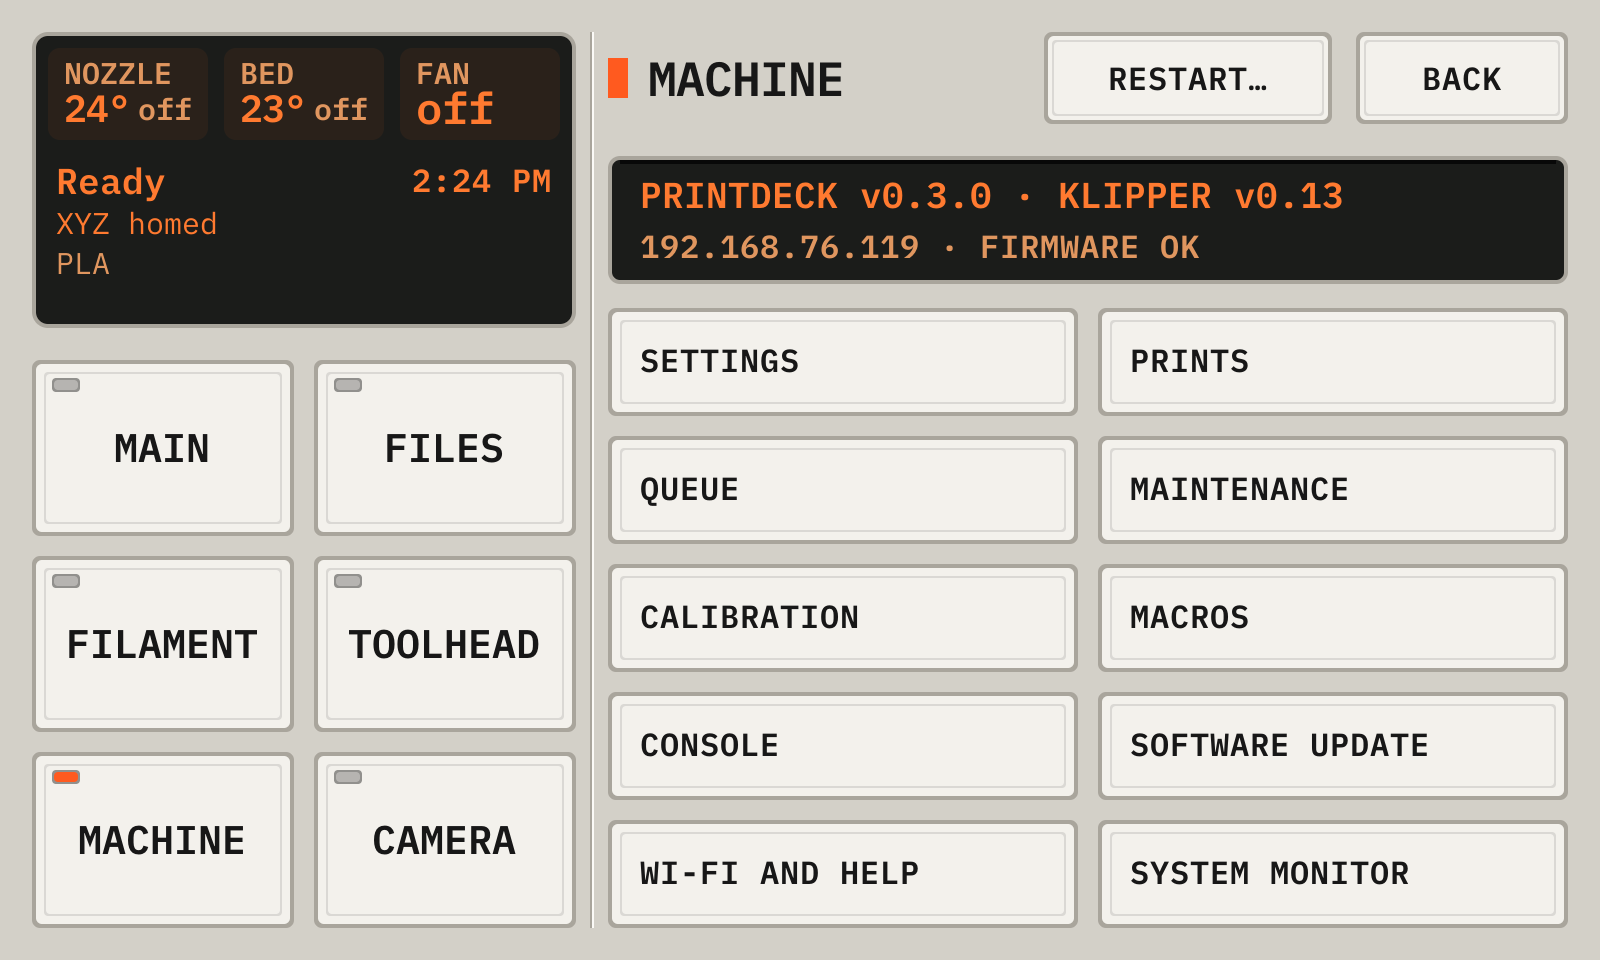 NOZZLE
24° off
BED
23° off
FAN
off
Ready
2:24 PM
XYZ homed
PLA
MAIN
FILES
FILAMENT
TOOLHEAD
MACHINE
CAMERA
MACHINE
RESTART…
BACK
PRINTDECK v0.3.0 · KLIPPER v0.13
192.168.76.119 · FIRMWARE OK
SETTINGS
PRINTS
QUEUE
MAINTENANCE
CALIBRATION
MACROS
CONSOLE
SOFTWARE UPDATE
WI-FI AND HELP
SYSTEM MONITOR